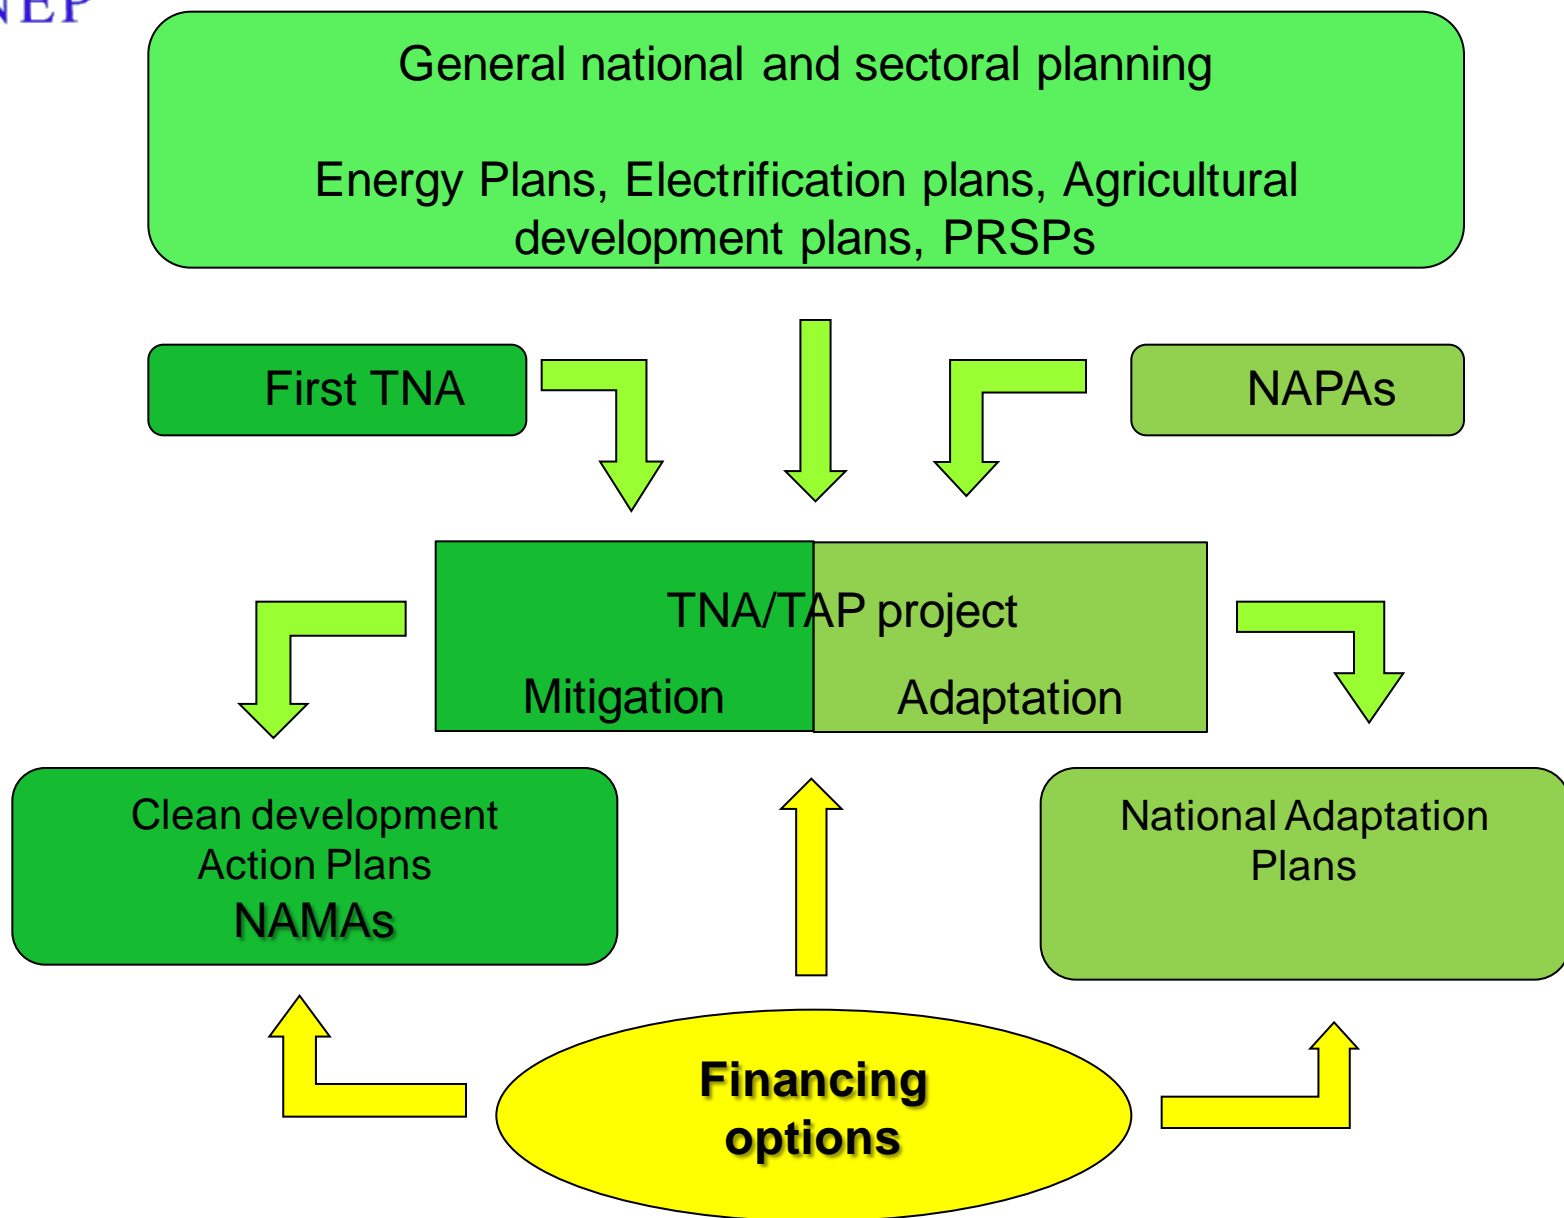 NEP
General national and sectoral planning
Energy Plans, Electrification plans, Agricultural
development plans, PRSPs
First TNA
NAPAs
TNA/TAP project
Mitigation
Adaptation
Clean development
Action Plans
NAMAs
National Adaptation
Plans
Financing
options